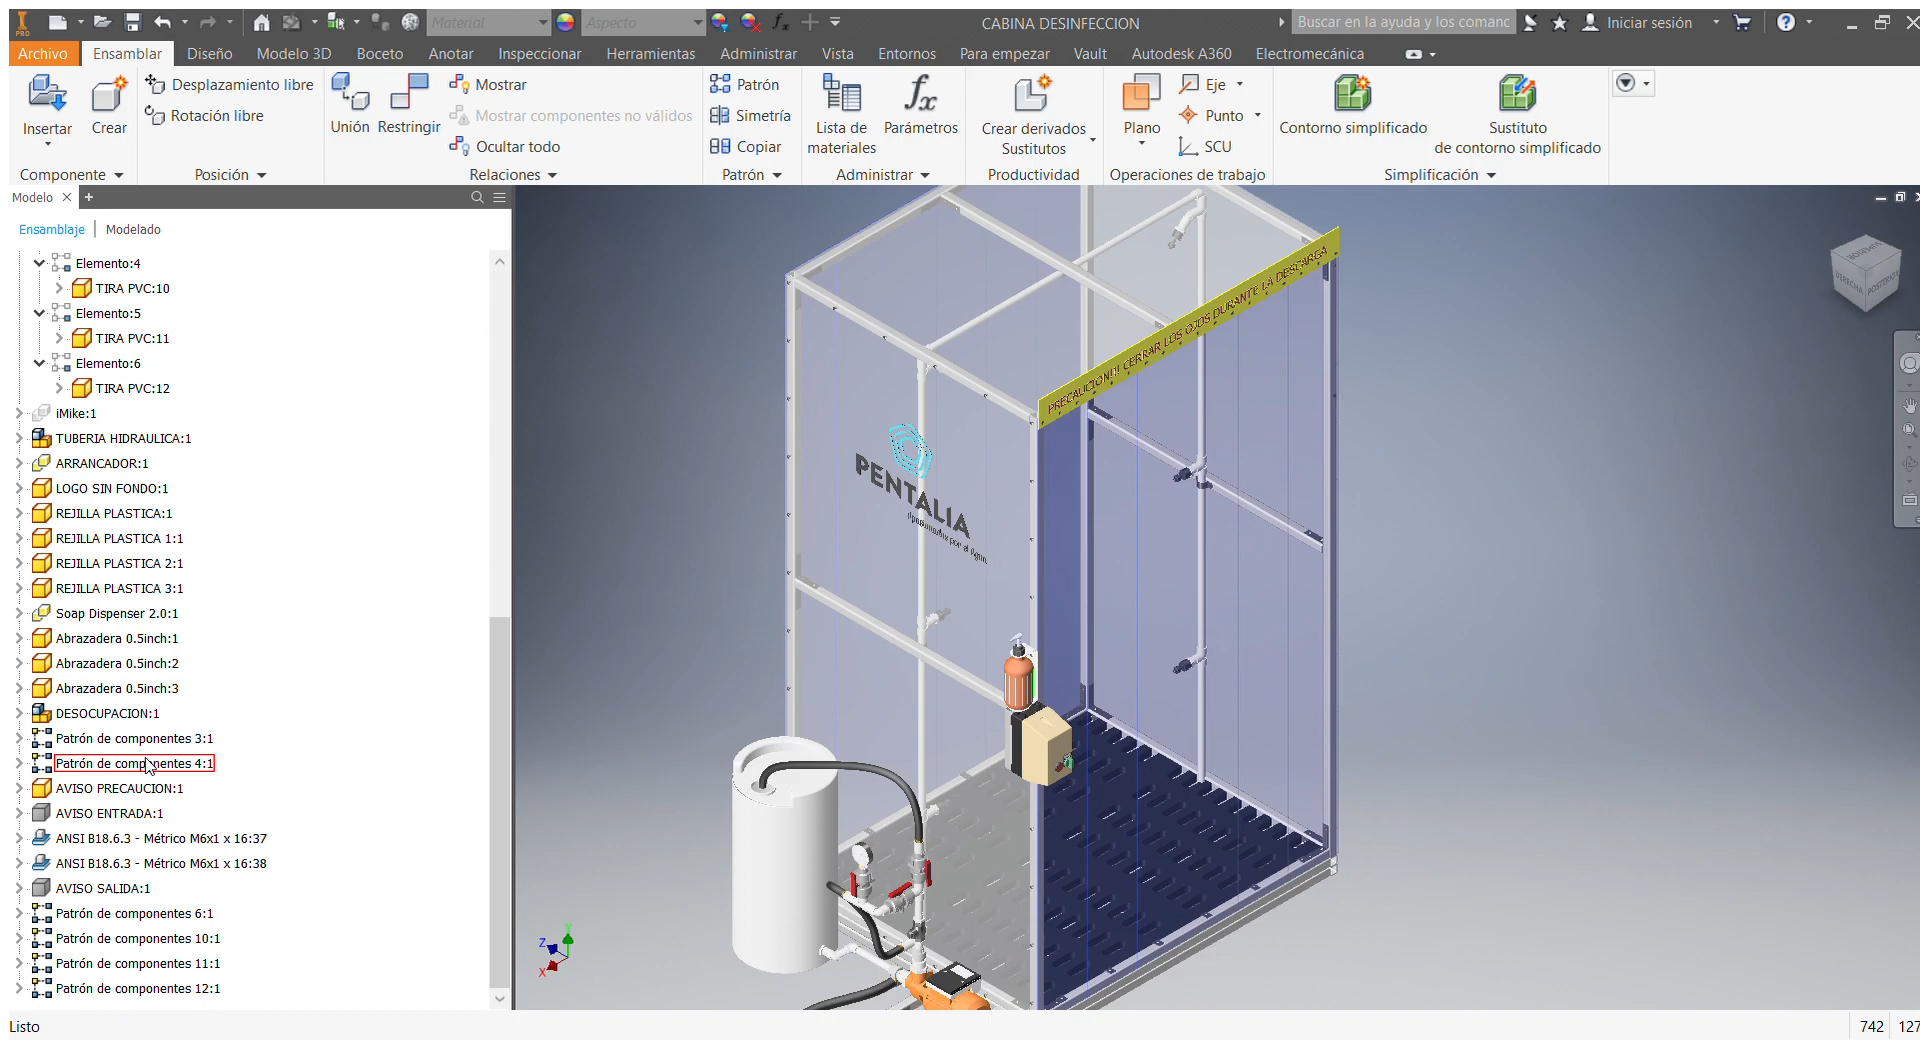 PRO
Material
Aspecto
CABINA DESINFECCION
Buscar en la ayuda y los comanc
Iniciar sesión
Archivo
Ensamblar
Diseño
Modelo 3D
Boceto
Anotar
Inspeccionar
Herramientas
Administrar
Vista
Entornos
Para empezar
Vault
Autodesk A360
Electromecánica
Insertar
Crear
Desplazamiento libre
Rotación libre
Unión
Restringir
Mostrar
Mostrar componentes no válidos
Ocultar todo
Patrón
Simetría
Copiar
Lista de
materiales
fx
Parámetros
Crear derivados
Sustitutos
Plano
Eje
Punto
SCU
Contorno simplificado
Sustituto
de contorno simplificado
Componente
Posición
Relaciones
Patrón
Administrar
Productividad
Operaciones de trabajo
Simplificación
Modelo
Ensamblaje
Modelado
Elemento:4
TIRA PVC:10
Elemento:5
TIRA PVC:11
Elemento:6
TIRA PVC:12
iMike:1
TUBERIA HIDRAULICA:1
ARRANCADOR:1
LOGO SIN FONDO:1
REJILLA PLASTICA:1
REJILLA PLASTICA 1:1
REJILLA PLASTICA 2:1
REJILLA PLASTICA 3:1
Soap Dispenser 2.0:1
Abrazadera 0.5inch:1
Abrazadera 0.5inch:2
Abrazadera 0.5inch:3
DESOCUPACION:1
Patrón de componentes 3:1
Patrón de componentes 4:1
AVISO PRECAUCION:1
AVISO ENTRADA:1
ANSI B18.6.3 - Métrico M6x1 x 16:37
ANSI B18.6.3 - Métrico M6x1 x 16:38
AVISO SALIDA:1
Patrón de componentes 6:1
Patrón de componentes 10:1
Patrón de componentes 11:1
Patrón de componentes 12:1
PRECAUCION!!! CERRAR LOS OJOS DURANTE LA DESCARGA
PENTALIA
por el agua
SUPERIOR
DERECHA
POSTERIOR
Y
Z
X
Listo
742
127